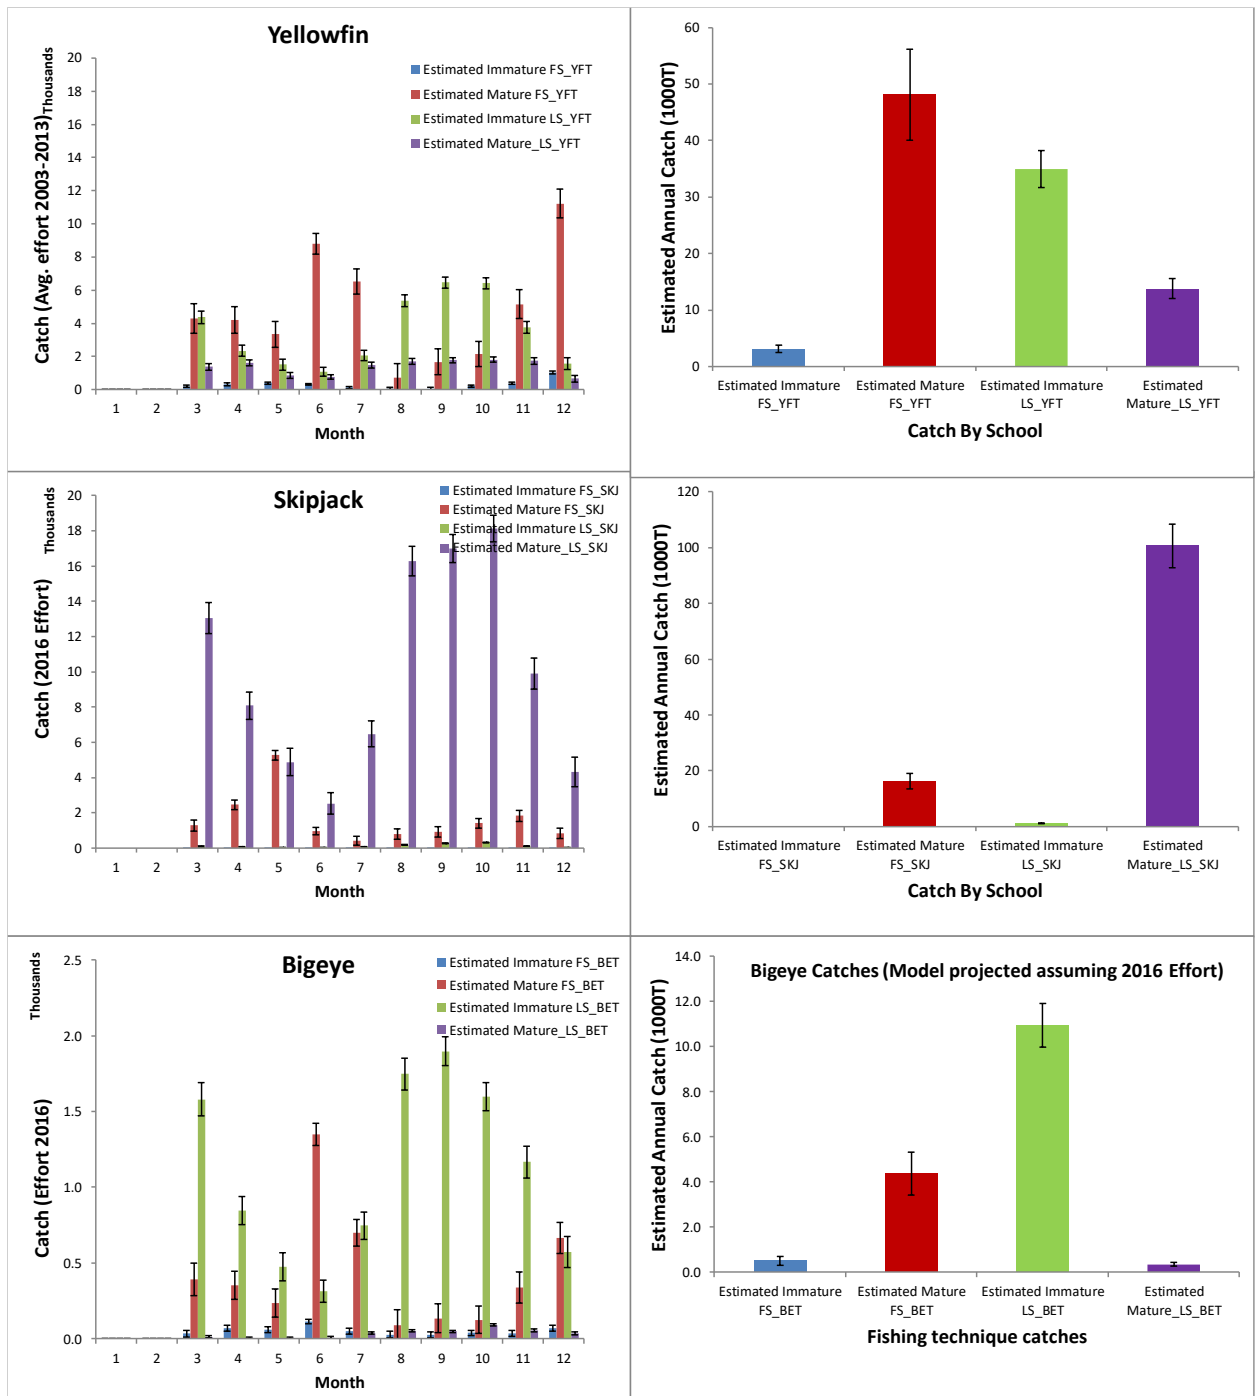 Yellowfin
Thousands
Catch (Avg. effort 2003-2013)
20
18
16
14
12
10
8
6
4
2
0
Estimated Immature FS_YFT
Estimated Mature FS_YFT
Estimated Immature LS_YFT
Estimated Mature_LS_YFT
1 2 3 4 5 6 7 8 9 10 11 12
Month
Estimated Annual Catch (1000T)
60
50
40
30
20
10
0
Estimated Immature
FS_YFT
Estimated Mature
FS_YFT
Estimated Immature
LS_YFT
Estimated
Mature_LS_YFT
Catch By School
Skipjack
Thousands
Catch (2016 Effort)
20
18
16
14
12
10
8
6
4
2
0
Estimated Immature FS_SKJ
Estimated Mature FS_SKJ
Estimated Immature LS_SKJ
Estimated Mature_LS_SKJ
1 2 3 4 5 6 7 8 9 10 11 12
Month
Estimated Annual Catch (1000T)
120
100
80
60
40
20
0
Estimated Immature
FS_SKJ
Estimated Mature
FS_SKJ
Estimated Immature
LS_SKJ
Estimated
Mature_LS_SKJ
Catch By School
Bigeye
Thousands
Catch (Effort 2016)
2.5
2.0
1.5
1.0
0.5
0.0
Estimated Immature FS_BET
Estimated Mature FS_BET
Estimated Immature LS_BET
Estimated Mature_LS_BET
1 2 3 4 5 6 7 8 9 10 11 12
Month
Bigeye Catches (Model projected assuming 2016 Effort)
Estimated Annual Catch (1000T)
14.0
12.0
10.0
8.0
6.0
4.0
2.0
0.0
Estimated Immature
FS_BET
Estimated Mature
FS_BET
Estimated Immature
LS_BET
Estimated
Mature_LS_BET
Fishing technique catches